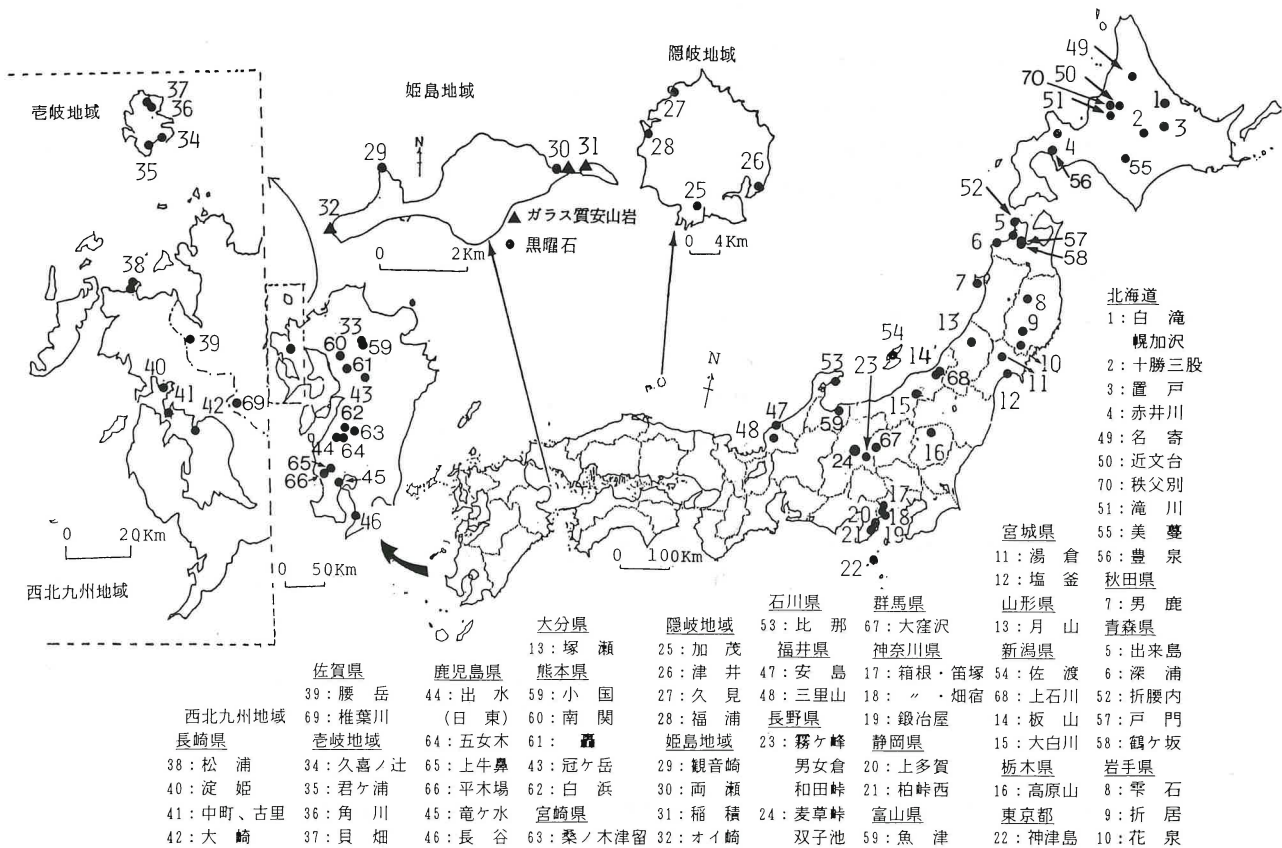 壱岐地域
37
36
34
35
姫島地域
29
N
30
31
32
▲ ガラス質安山岩
● 黒曜石
0 2Km
隠岐地域
27
28
26
25
0 4Km
38
39
40
41
42
69
0 20Km
西北九州地域
33
59
60
61
43
62
63
44
64
65
45
66
46
0 50Km
N
0 100Km
49
70
50
51
1
2
3
4
55
56
52
5
6
57
58
7
8
9
10
11
12
13
54
14
68
15
16
53
23
59
47
48
67
24
17
20
18
21
19
22
北海道
1：白滝
幌加沢
2：十勝三股
3：置戸
4：赤井川
49：名寄
50：近文台
70：秩父別
51：滝川
55：美蔓
56：豊泉
宮城県
11：湯倉
12：塩釜
秋田県
7：男鹿
山形県
13：月山
青森県
5：出来島
6：深浦
52：折腰内
57：戸門
58：鶴ケ坂
新潟県
54：佐渡
68：上石川
14：板山
15：大白川
岩手県
8：雫石
9：折居
10：花泉
栃木県
16：高原山
東京都
22：神津島
群馬県
67：大窪沢
神奈川県
17：箱根・笛塚
18：〃・畑宿
19：鍛冶屋
静岡県
20：上多賀
21：柏峠西
富山県
59：魚津
石川県
53：比那
福井県
47：安島
48：三里山
長野県
23：霧ケ峰
男女倉
和田峠
24：麦草峠
双子池
隠岐地域
25：加茂
26：津井
27：久見
28：福浦
姫島地域
29：観音崎
30：両瀬
31：稲積
32：オイ崎
大分県
13：塚瀬
熊本県
59：小国
60：南関
61：轟
43：冠ケ岳
62：白浜
宮崎県
63：桑ノ木津留
鹿児島県
44：出水
(日東)
64：五女木
65：上牛鼻
66：平木場
45：竜ケ水
46：長谷
佐賀県
39：腰岳
69：椎葉川
壱岐地域
34：久喜ノ辻
35：君ケ浦
36：角川
37：貝畑
西北九州地域
長崎県
38：松浦
40：淀姫
41：中町、古里
42：大崎